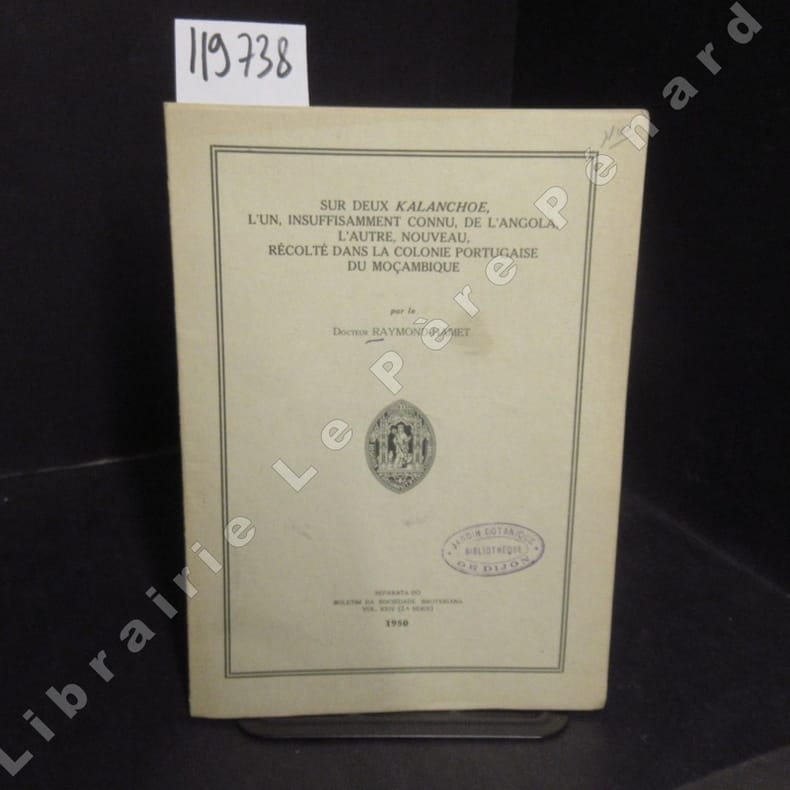 119738
SUR DEUX KALANCHOE,
L'UN, INSUFFISAMMENT CONNU, DE L'ANGOLA,
L'AUTRE, NOUVEAU,
RÉCOLTÉ DANS LA COLONIE PORTUGAISE
DU MOÇAMBIQUE
par le
DOCTEUR RAYMOND-HAMET
JARDIN BOTANIQUE
BIBLIOTHÈQUE
DE DIJON
SEPARATA DO
BOLETIM DA SOCIEDADE BROTERIANA
VOL. XXIV (2.ª SÉRIE)
1950
Librairie Le Père Pénard